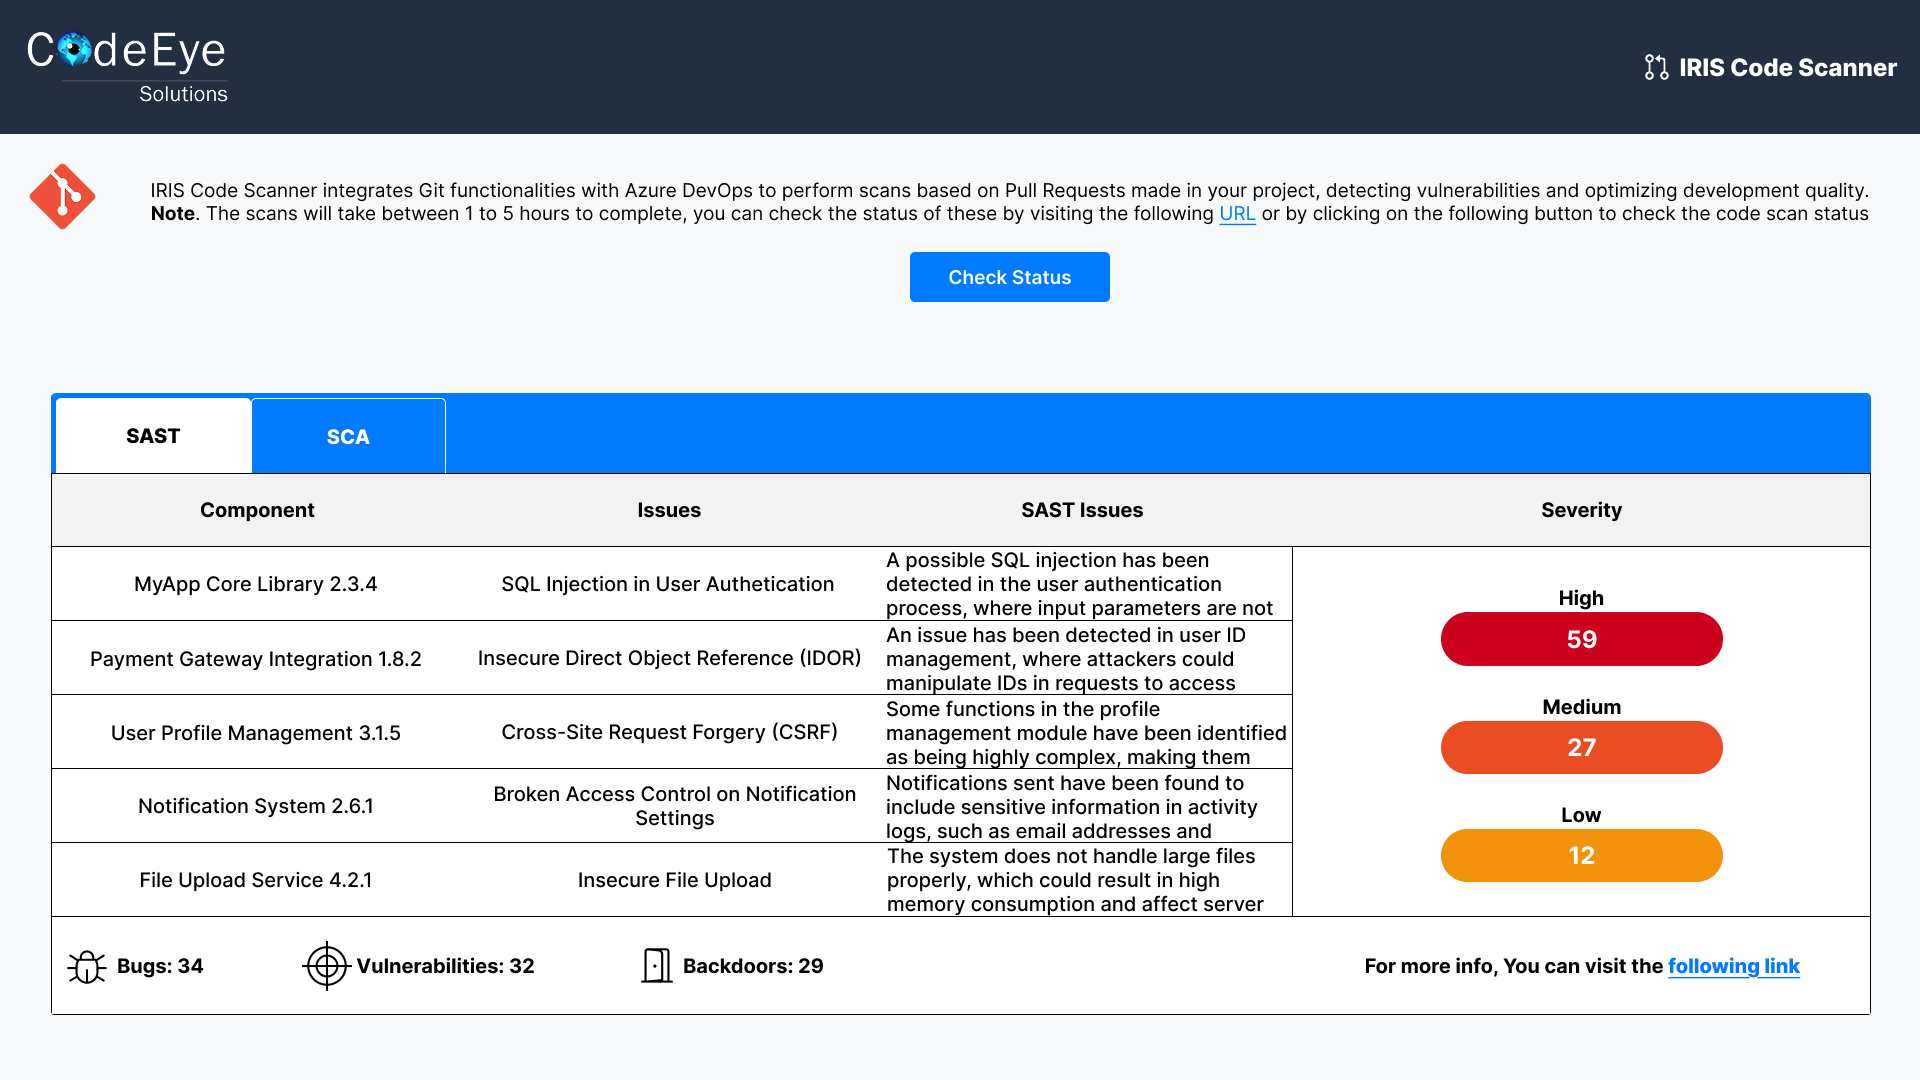 CodeEye
Solutions
IRIS Code Scanner
IRIS Code Scanner integrates Git functionalities with Azure DevOps to perform scans based on Pull Requests made in your project, detecting vulnerabilities and optimizing development quality.
Note. The scans will take between 1 to 5 hours to complete, you can check the status of these by visiting the following URL or by clicking on the following button to check the code scan status
Check Status
SAST
SCA
Component
Issues
SAST Issues
Severity
MyApp Core Library 2.3.4
SQL Injection in User Authetication
A possible SQL injection has been
detected in the user authentication
process, where input parameters are not
Payment Gateway Integration 1.8.2
Insecure Direct Object Reference (IDOR)
An issue has been detected in user ID
management, where attackers could
manipulate IDs in requests to access
User Profile Management 3.1.5
Cross-Site Request Forgery (CSRF)
Some functions in the profile
management module have been identified
as being highly complex, making them
Notification System 2.6.1
Broken Access Control on Notification
Settings
Notifications sent have been found to
include sensitive information in activity
logs, such as email addresses and
File Upload Service 4.2.1
Insecure File Upload
The system does not handle large files
properly, which could result in high
memory consumption and affect server
High
59
Medium
27
Low
12
Bugs: 34
Vulnerabilities: 32
Backdoors: 29
For more info, You can visit the following link